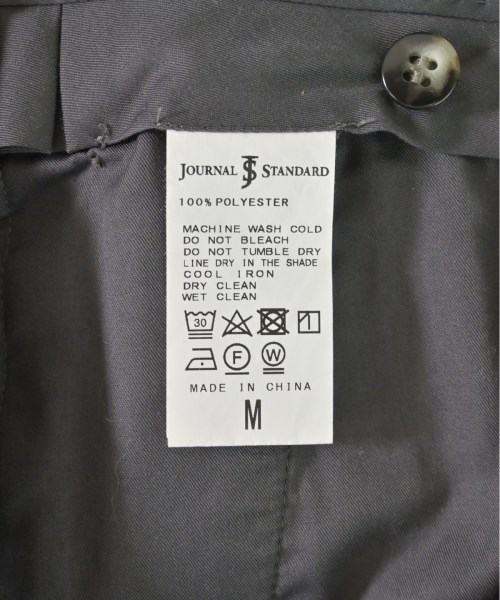 JOURNAL JS STANDARD
100% POLYESTER
MACHINE WASH COLD
DO NOT BLEACH
DO NOT TUMBLE DRY
LINE DRY IN THE SHADE
COOL IRON
DRY CLEAN
WET CLEAN
30
F W
MADE IN CHINA
M